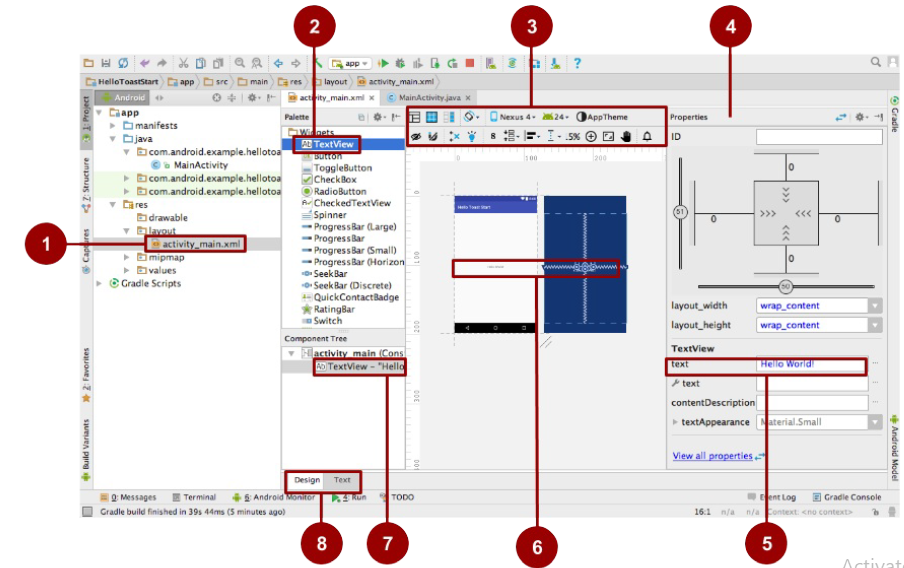 2
3
4
app
HelloToastStart app src main res layout activity_main.xml
Android
activity_main.xml × MainActivity.java ×
1: Project
Z: Structure
Captures
2: Favorites
Build Variants
app
manifests
java
com.example.android.hellotoa
MainActivity
com.example.android.hellotoa
com.example.android.hellotoa
res
drawable
layout
1
activity_main.xml
mipmap
values
Gradle Scripts
Palette
Widgets
Ab TextView
Button
ToggleButton
CheckBox
RadioButton
CheckedTextView
Spinner
ProgressBar (Large)
ProgressBar
ProgressBar (Small)
ProgressBar (Horizon
SeekBar
SeekBar (Discrete)
QuickContactBadge
RatingBar
Switch
Component Tree
activity_main (Cons
Ab TextView - "Hello
Nexus 4 24 AppTheme
8 .5%
0 100 200
0
100
200
300
400
Hello Toast Start
Properties
ID
0
51
0 0
0
50
layout_width wrap_content
layout_height wrap_content
TextView
text Hello World!
text
contentDescription
textAppearance Material.Small
View all properties
Gradle
Android Model
Design Text
0: Messages Terminal 6: Android Monitor 4: Run TODO
Event Log Gradle Console
Gradle build finished in 39s 44ms (5 minutes ago)
16:1 n/a n/a Context: <no context>
8
7
6
5